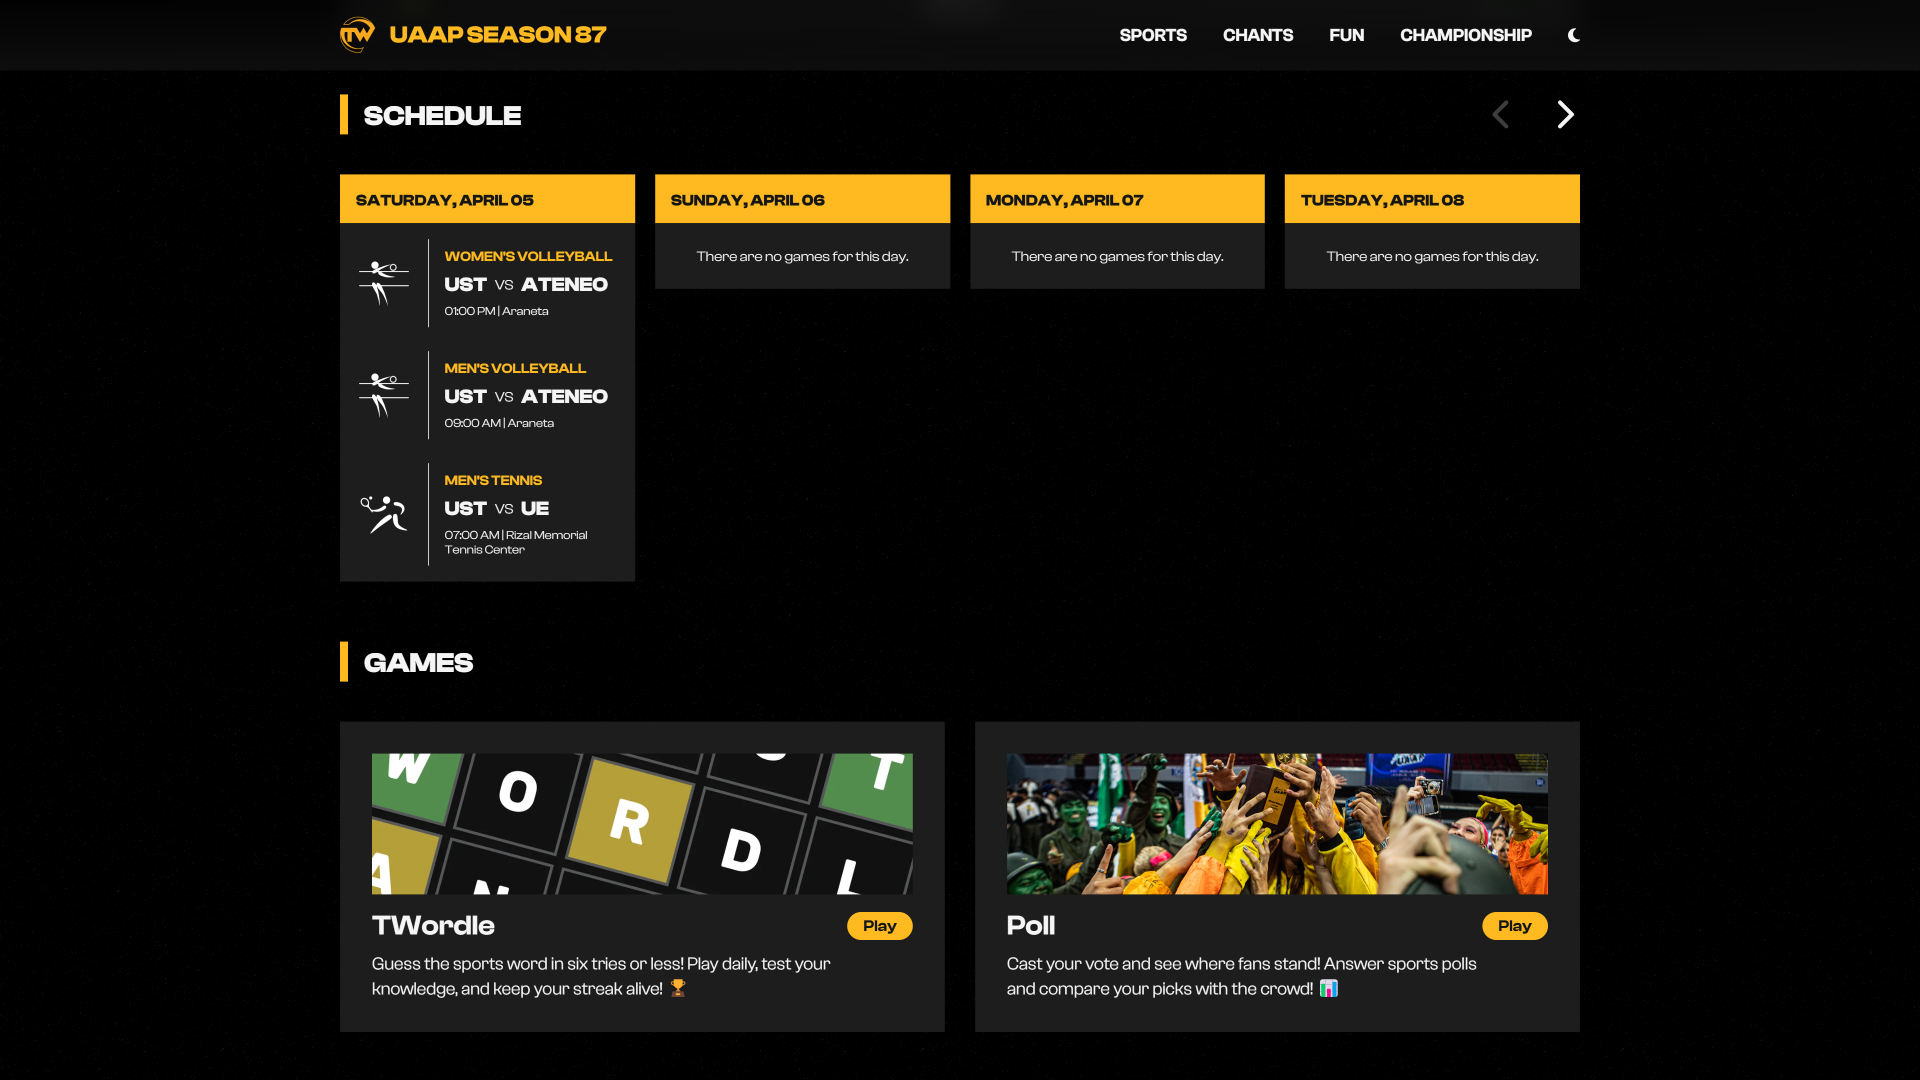 TW UAAP SEASON 87
SPORTS CHANTS FUN CHAMPIONSHIP
SCHEDULE
SATURDAY, APRIL 05
WOMEN'S VOLLEYBALL
UST VS ATENEO
01:00 PM | Araneta
MEN'S VOLLEYBALL
UST VS ATENEO
09:00 AM | Araneta
MEN'S TENNIS
UST VS UE
07:00 AM | Rizal Memorial
Tennis Center
SUNDAY, APRIL 06
There are no games for this day.
MONDAY, APRIL 07
There are no games for this day.
TUESDAY, APRIL 08
There are no games for this day.
GAMES
W O R D L
T
A N
TWordle
Play
Guess the sports word in six tries or less! Play daily, test your
knowledge, and keep your streak alive! 🏆
UAAP
Poll
Play
Cast your vote and see where fans stand! Answer sports polls
and compare your picks with the crowd! 📊